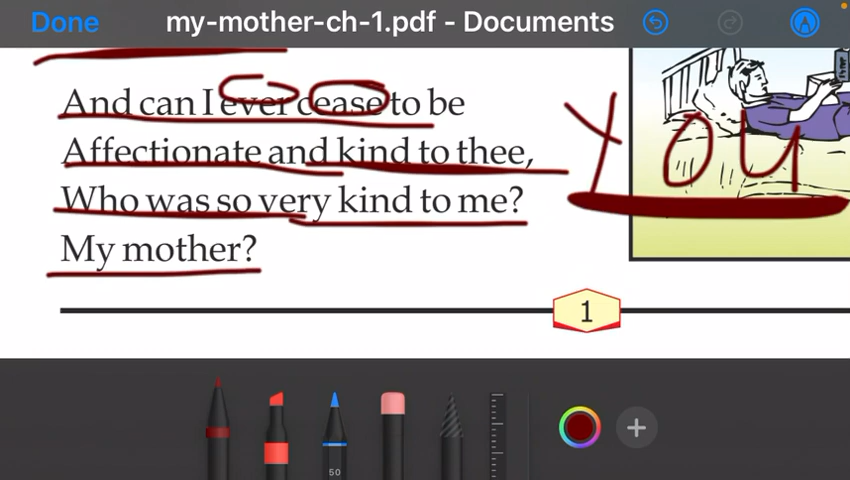 Done
my-mother-ch-1.pdf - Documents
And can I ever cease to be
Affectionate and kind to thee,
Who was so very kind to me?
My mother?
You
1
50